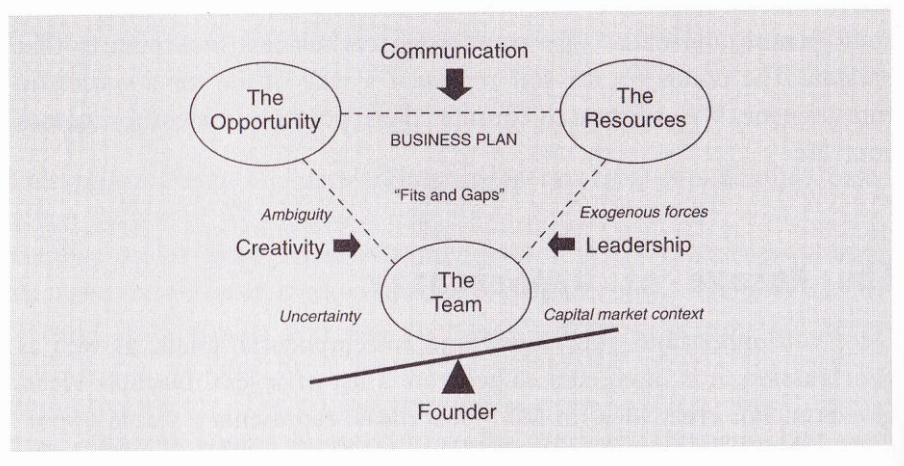 Communication
The
Opportunity
The
Resources
BUSINESS PLAN
“Fits and Gaps”
Ambiguity
Exogenous forces
Creativity
Leadership
The
Team
Uncertainty
Capital market context
Founder